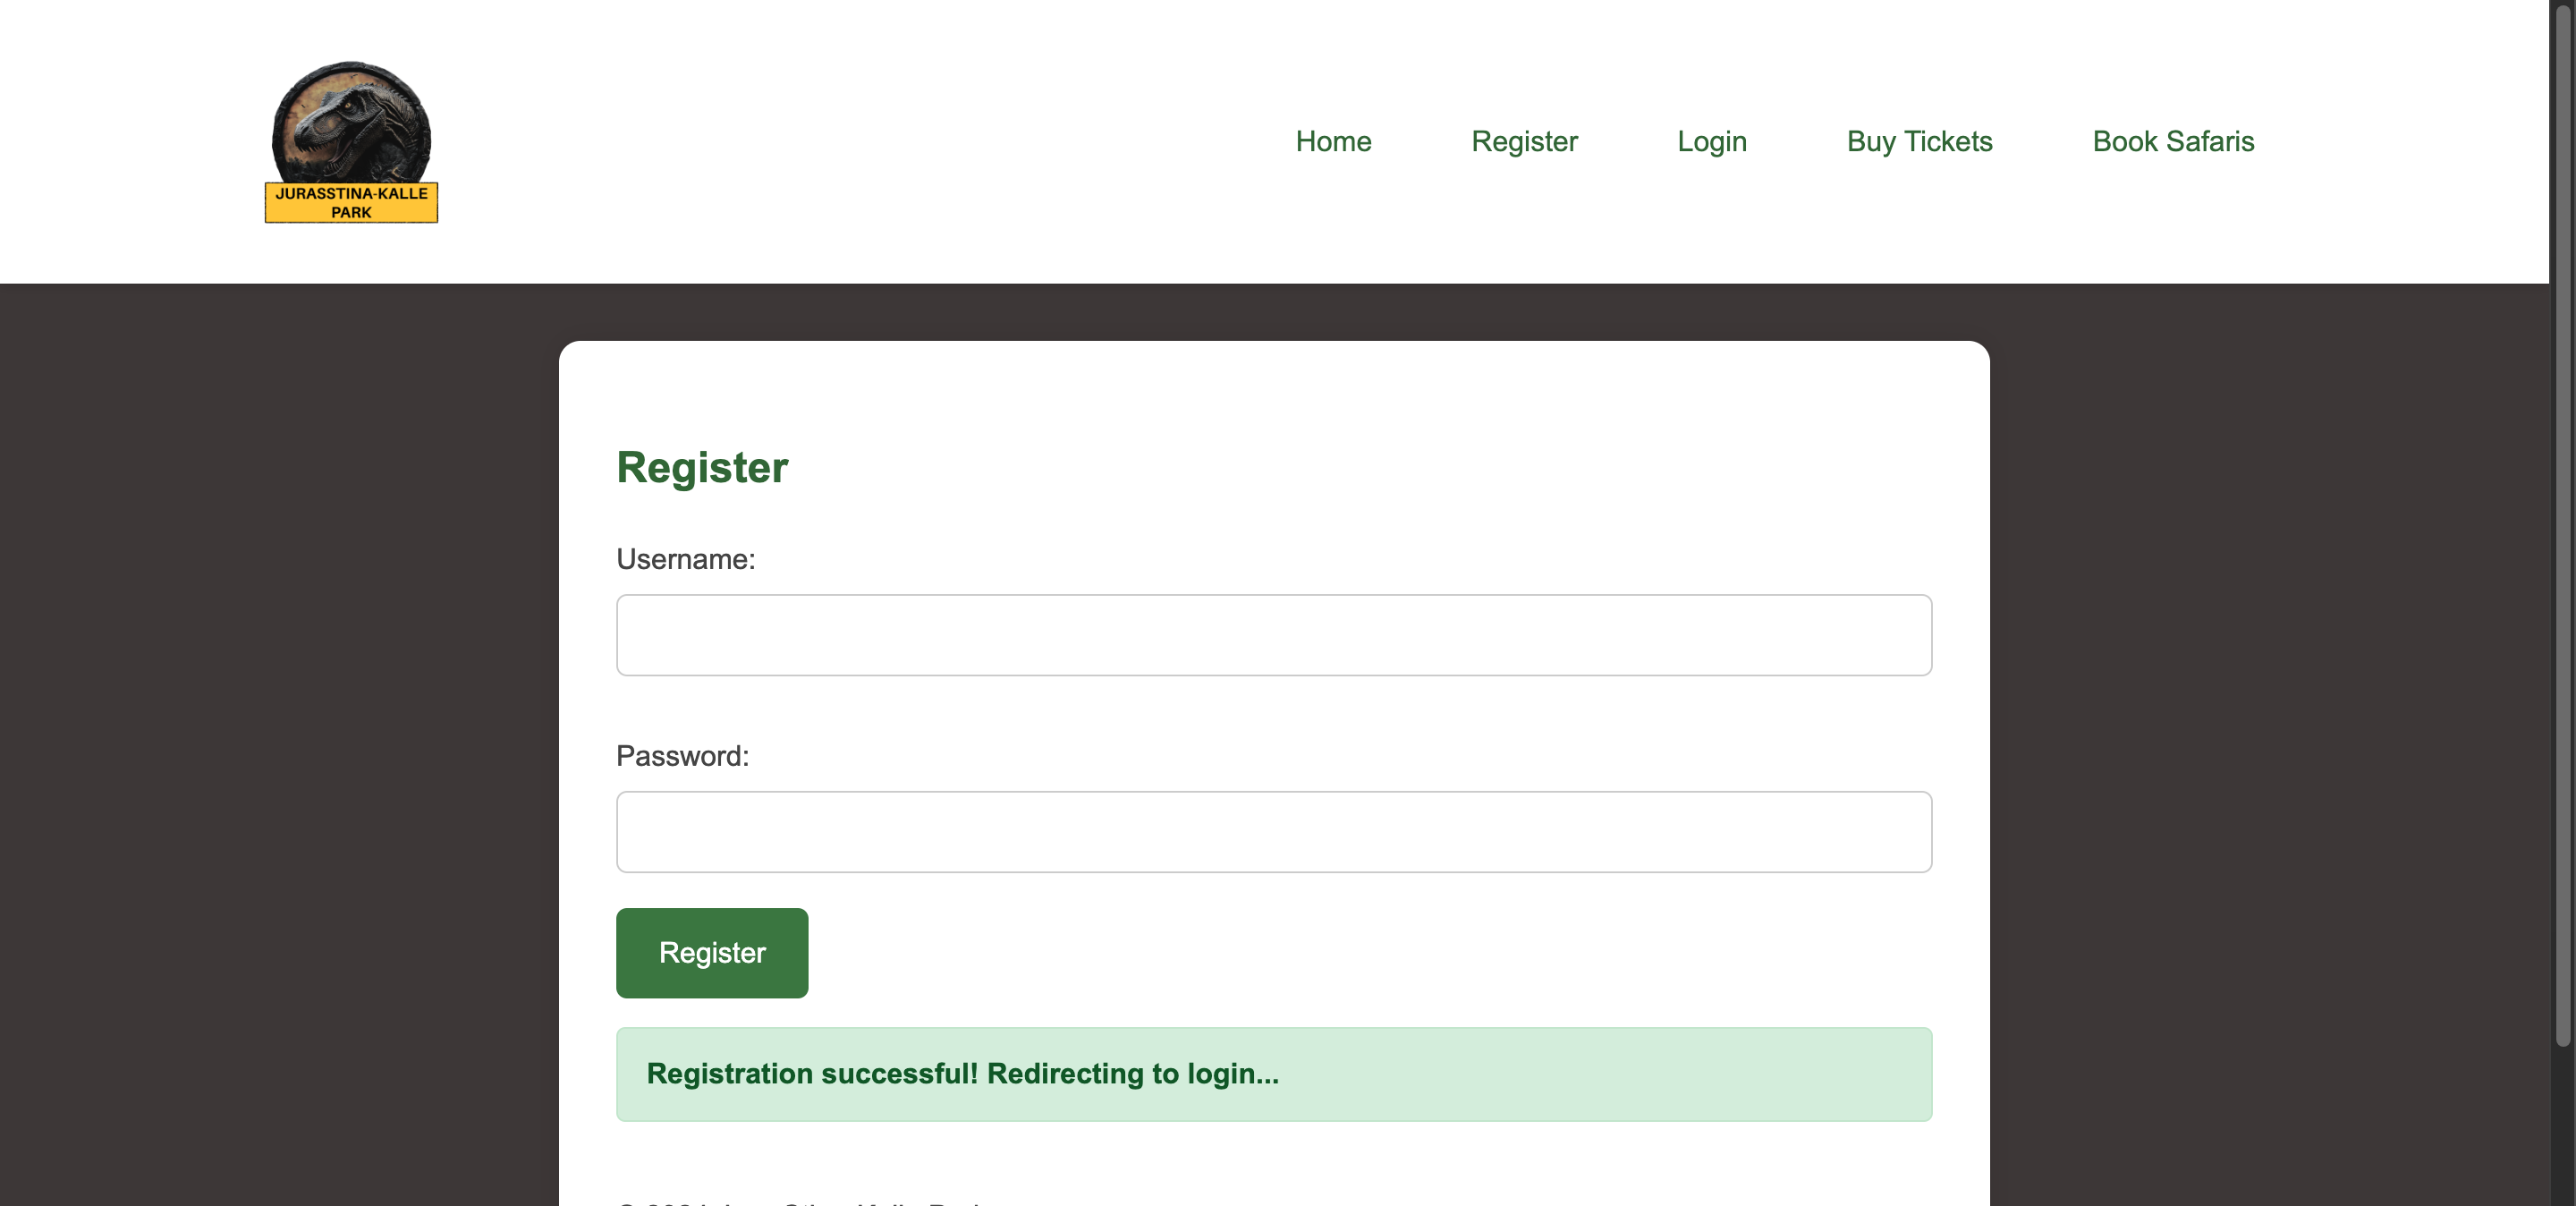 JURASSTINA-KALLE
PARK
Home Register Login Buy Tickets Book Safaris
Register
Username:
Password:
Register
Registration successful! Redirecting to login...